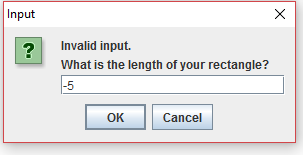 Input
Invalid input.
What is the length of your rectangle?
-5
OK Cancel